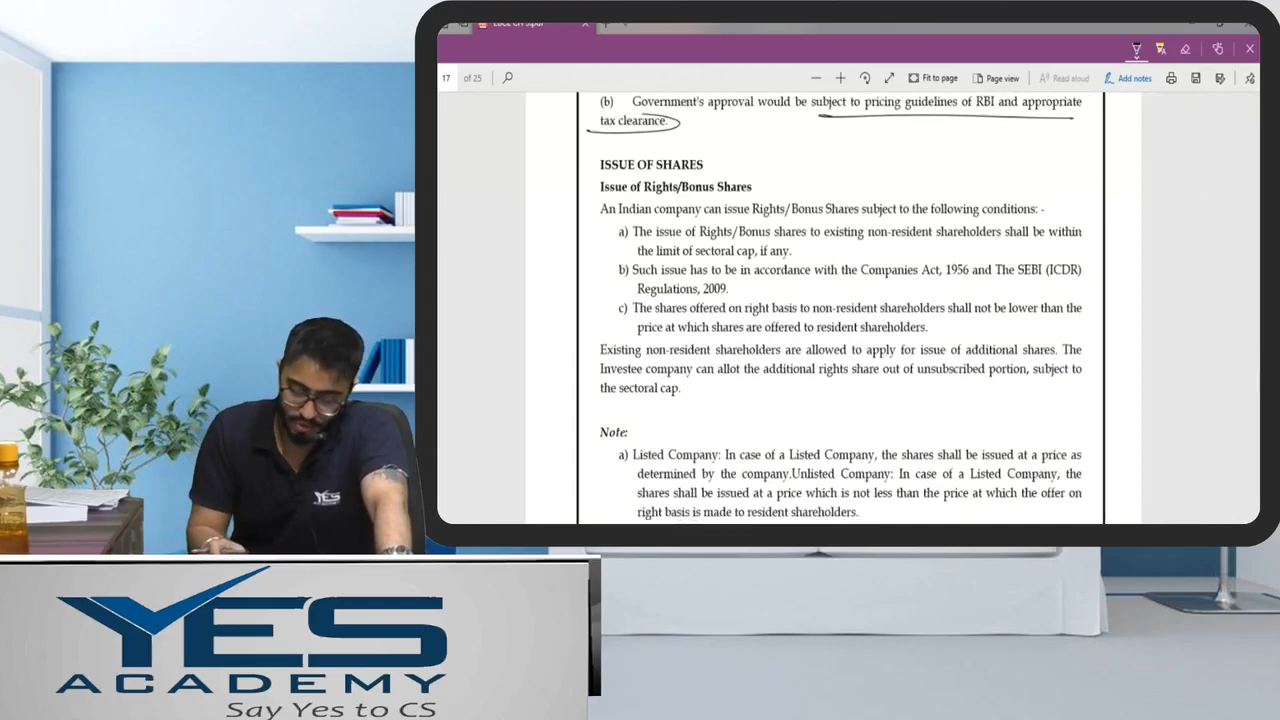 17 of 25
Fit to page
Page view
Read aloud
Add notes
(b) Government's approval would be subject to pricing guidelines of RBI and appropriate
tax clearance.
ISSUE OF SHARES
Issue of Rights/Bonus Shares
An Indian company can issue Rights/Bonus Shares subject to the following conditions: -
a) The issue of Rights/Bonus shares to existing non-resident shareholders shall be within
the limit of sectoral cap, if any.
b) Such issue has to be in accordance with the Companies Act, 1956 and The SEBI (ICDR)
Regulations, 2009.
c) The shares offered on right basis to non-resident shareholders shall not be lower than the
price at which shares are offered to resident shareholders.
Existing non-resident shareholders are allowed to apply for issue of additional shares. The
Investee company can allot the additional rights share out of unsubscribed portion, subject to
the sectoral cap.
Note:
a) Listed Company: In case of a Listed Company, the shares shall be issued at a price as
determined by the company.Unlisted Company: In case of a Listed Company, the
shares shall be issued at a price which is not less than the price at which the offer on
right basis is made to resident shareholders.
YES
YES
ACADEMY
Say Yes to CS